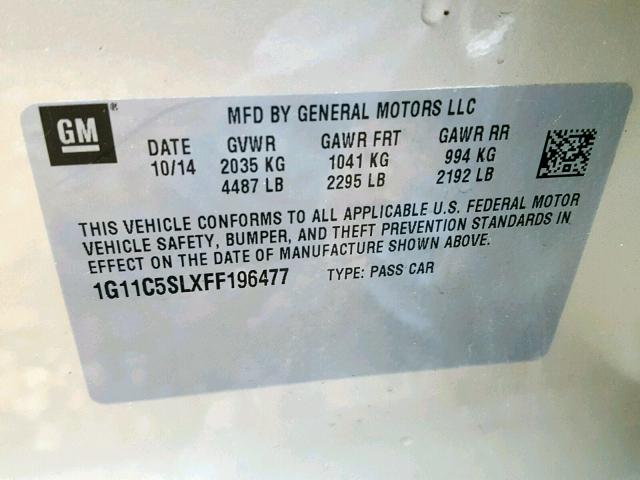 GM ®
MFD BY GENERAL MOTORS LLC
DATE GVWR GAWR FRT GAWR RR
10/14 2035 KG 1041 KG 994 KG
4487 LB 2295 LB 2192 LB
THIS VEHICLE CONFORMS TO ALL APPLICABLE U.S. FEDERAL MOTOR
VEHICLE SAFETY, BUMPER, AND THEFT PREVENTION STANDARDS IN
EFFECT ON THE DATE OF MANUFACTURE SHOWN ABOVE.
1G11C5SLXFF196477 TYPE: PASS CAR